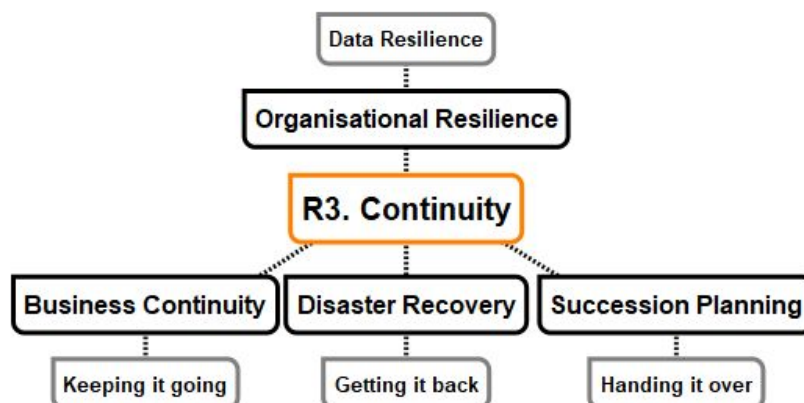 Data Resilience
Organisational Resilience
R3. Continuity
Business Continuity
Disaster Recovery
Succession Planning
Keeping it going
Getting it back
Handing it over